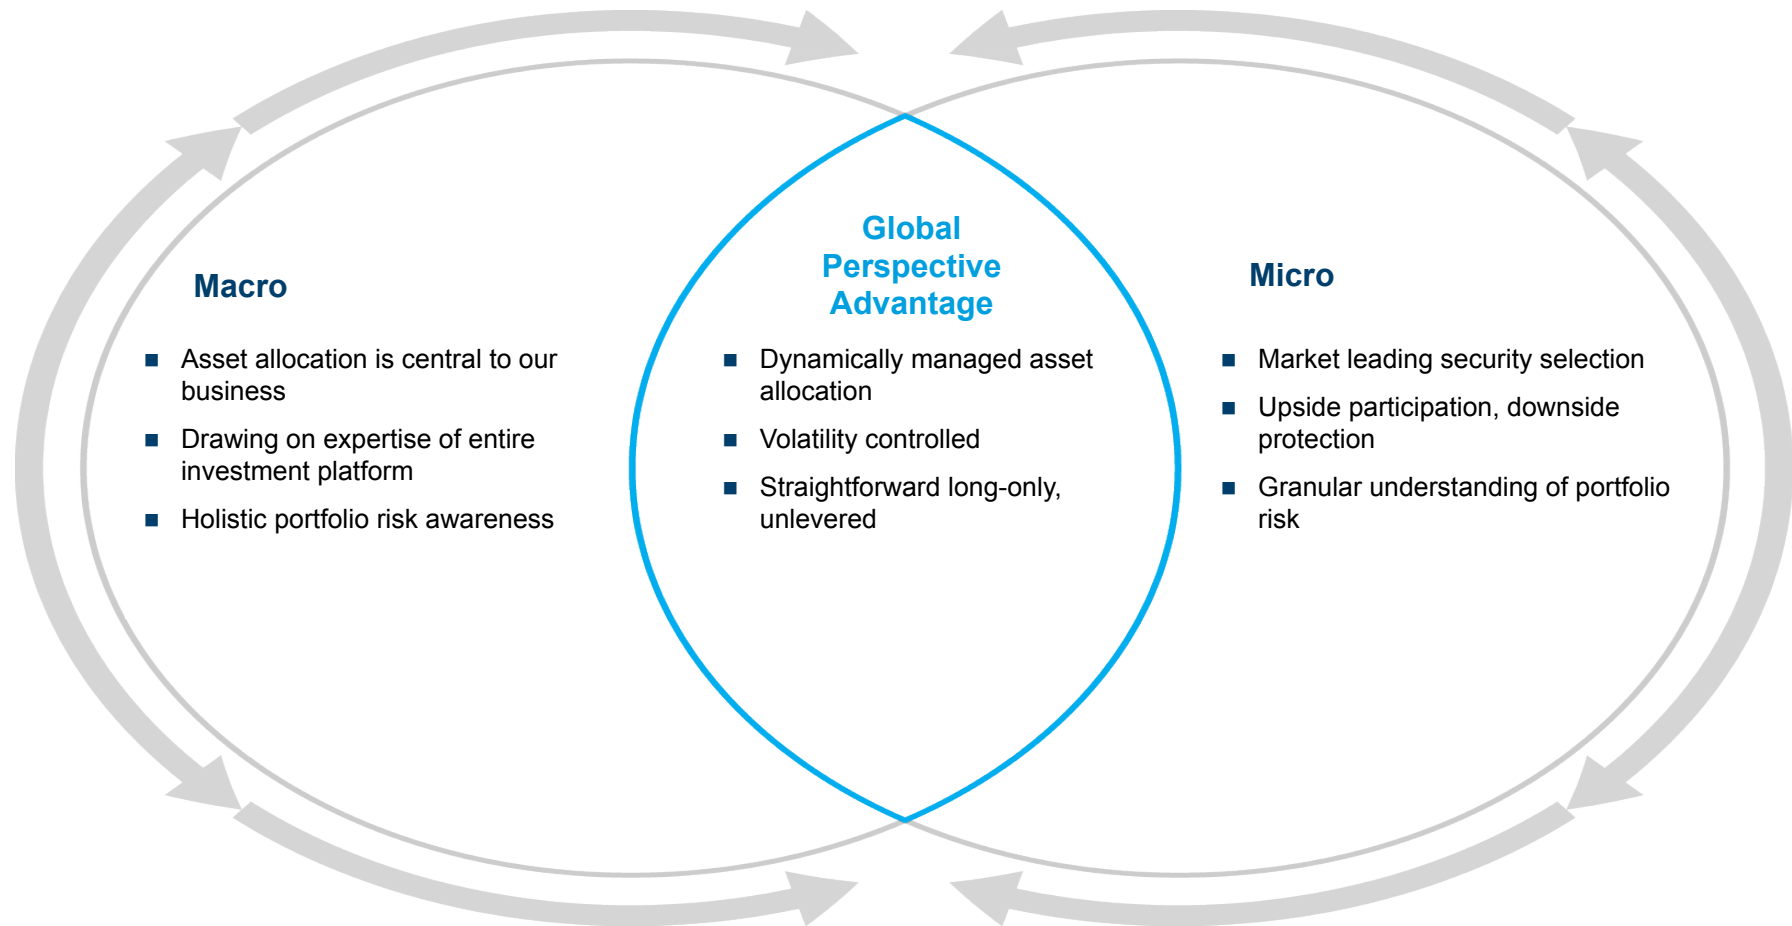 Macro
■ Asset allocation is central to our
business
■ Drawing on expertise of entire
investment platform
■ Holistic portfolio risk awareness
Global
Perspective
Advantage
■ Dynamically managed asset
allocation
■ Volatility controlled
■ Straightforward long-only,
unlevered
Micro
■ Market leading security selection
■ Upside participation, downside
protection
■ Granular understanding of portfolio
risk